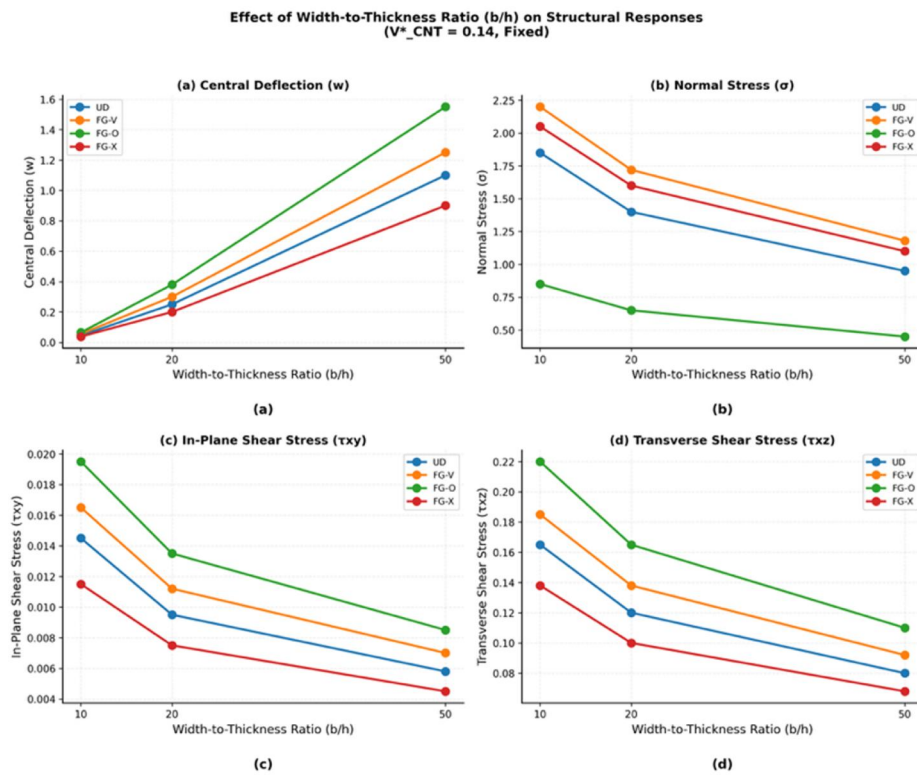 Effect of Width-to-Thickness Ratio (b/h) on Structural Responses
(V*_CNT = 0.14, Fixed)
(a) Central Deflection (w)
Central Deflection (w)
1.6
1.4
1.2
1.0
0.8
0.6
0.4
0.2
0.0
UD
FG-V
FG-O
FG-X
10
20
50
Width-to-Thickness Ratio (b/h)
(a)
(b) Normal Stress (σ)
Normal Stress (σ)
2.25
2.00
1.75
1.50
1.25
1.00
0.75
0.50
UD
FG-V
FG-O
FG-X
10
20
50
Width-to-Thickness Ratio (b/h)
(b)
(c) In-Plane Shear Stress (τxy)
In-Plane Shear Stress (τxy)
0.020
0.018
0.016
0.014
0.012
0.010
0.008
0.006
0.004
UD
FG-V
FG-O
FG-X
10
20
50
Width-to-Thickness Ratio (b/h)
(c)
(d) Transverse Shear Stress (τxz)
Transverse Shear Stress (τxz)
0.22
0.20
0.18
0.16
0.14
0.12
0.10
0.08
UD
FG-V
FG-O
FG-X
10
20
50
Width-to-Thickness Ratio (b/h)
(d)